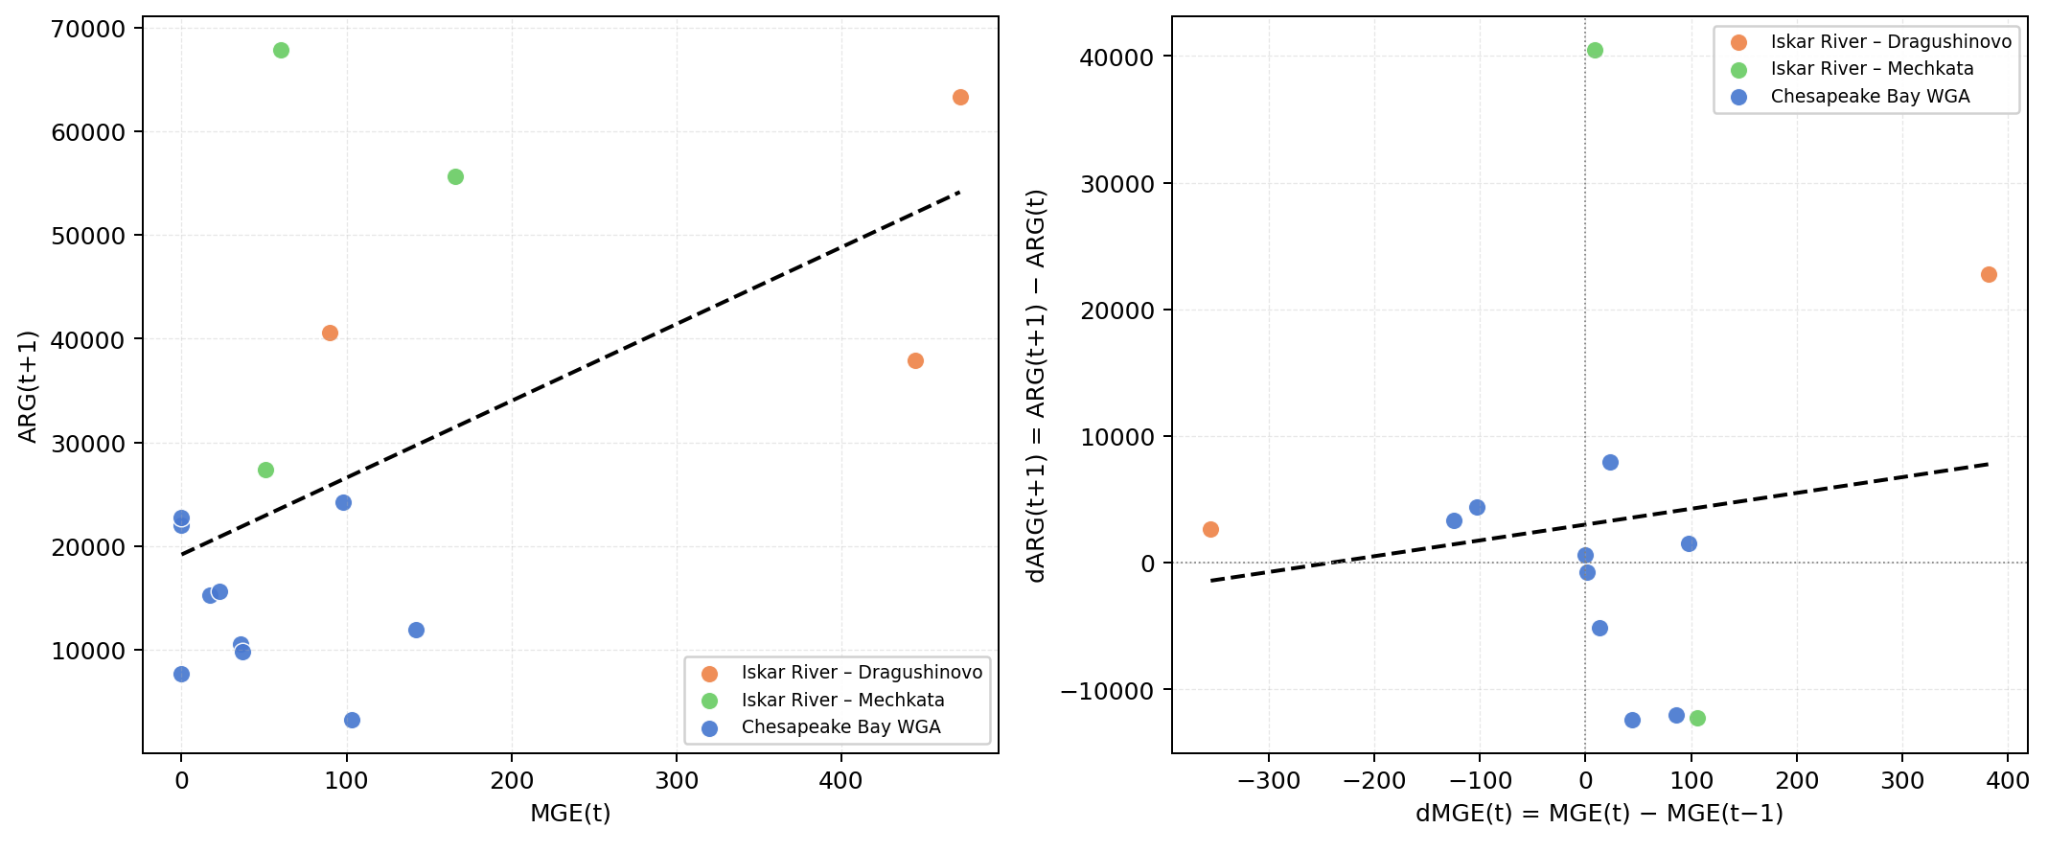 70000
60000
50000
40000
30000
20000
10000
ARG(t+1)
0
100
200
300
400
MGE(t)
Iskar River – Dragushinovo
Iskar River – Mechkata
Chesapeake Bay WGA
40000
30000
20000
10000
0
−10000
dARG(t+1) = ARG(t+1) − ARG(t)
−300
−200
−100
0
100
200
300
400
dMGE(t) = MGE(t) − MGE(t−1)
Iskar River – Dragushinovo
Iskar River – Mechkata
Chesapeake Bay WGA